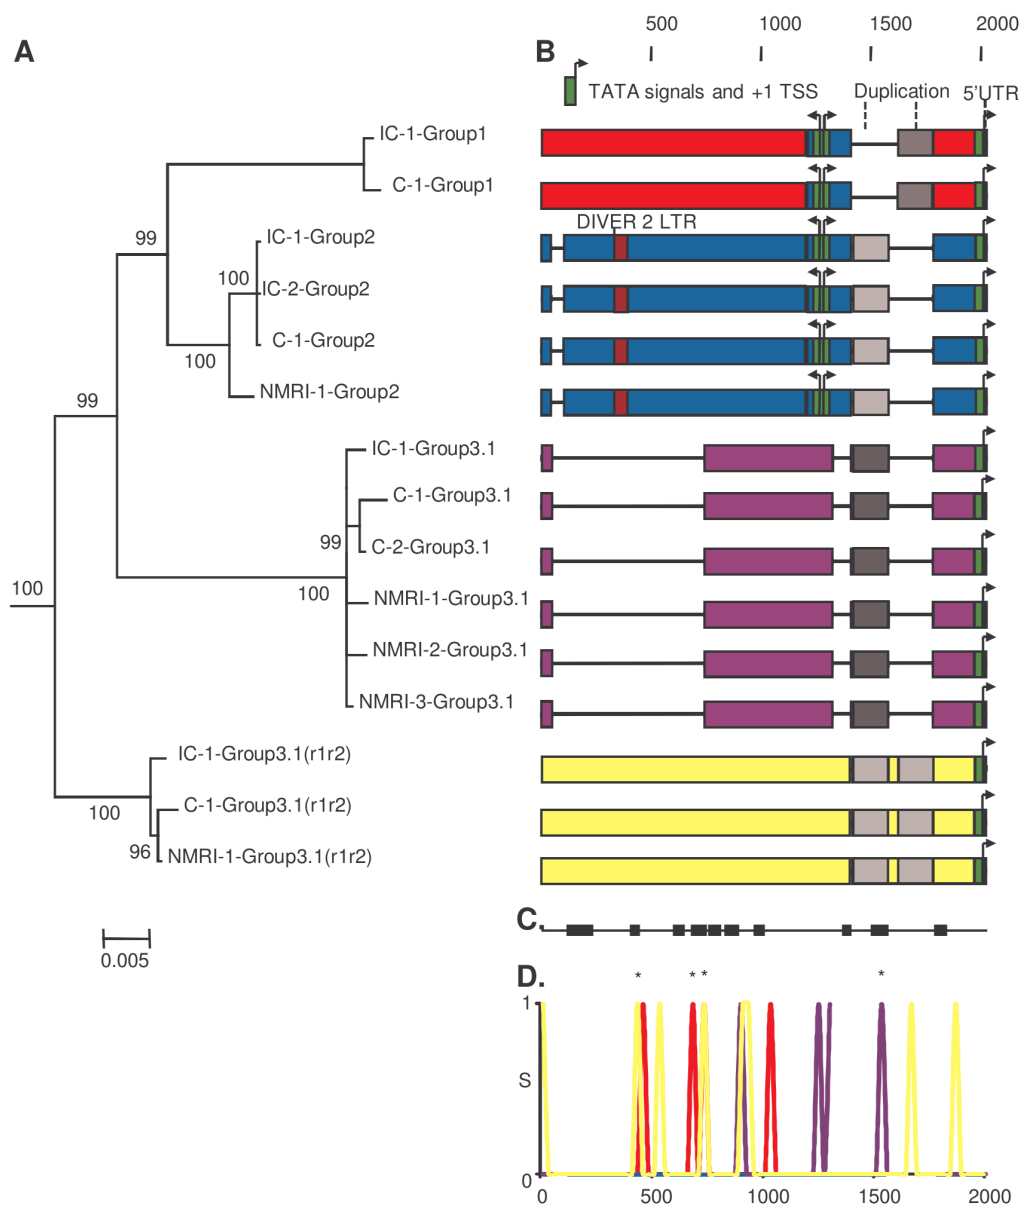 A
B
500 1000 1500 2000
TATA signals and +1 TSS
Duplication
5'UTR
IC-1-Group1
C-1-Group1
DIVER 2 LTR
99
IC-1-Group2
100
IC-2-Group2
C-1-Group2
100
NMRI-1-Group2
99
IC-1-Group3.1
C-1-Group3.1
99
C-2-Group3.1
100
100
NMRI-1-Group3.1
NMRI-2-Group3.1
NMRI-3-Group3.1
IC-1-Group3.1(r1r2)
100
C-1-Group3.1(r1r2)
96
NMRI-1-Group3.1(r1r2)
0.005
C.
D.
* * * *
1
S
0
0 500 1000 1500 2000